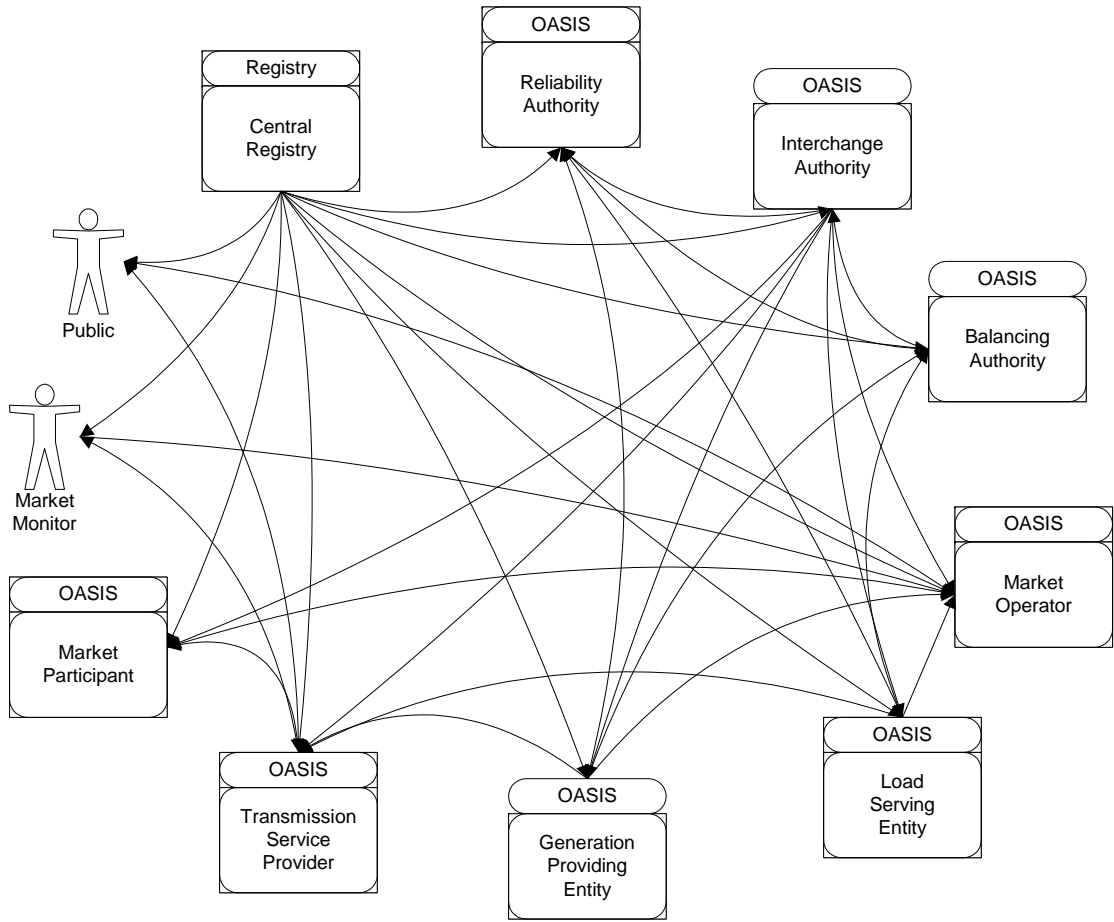 OASIS
Reliability
Authority
Registry
Central
Registry
OASIS
Interchange
Authority
Public
OASIS
Balancing
Authority
Market
Monitor
OASIS
Market
Operator
OASIS
Market
Participant
OASIS
Load
Serving
Entity
OASIS
Transmission
Service
Provider
OASIS
Generation
Providing
Entity